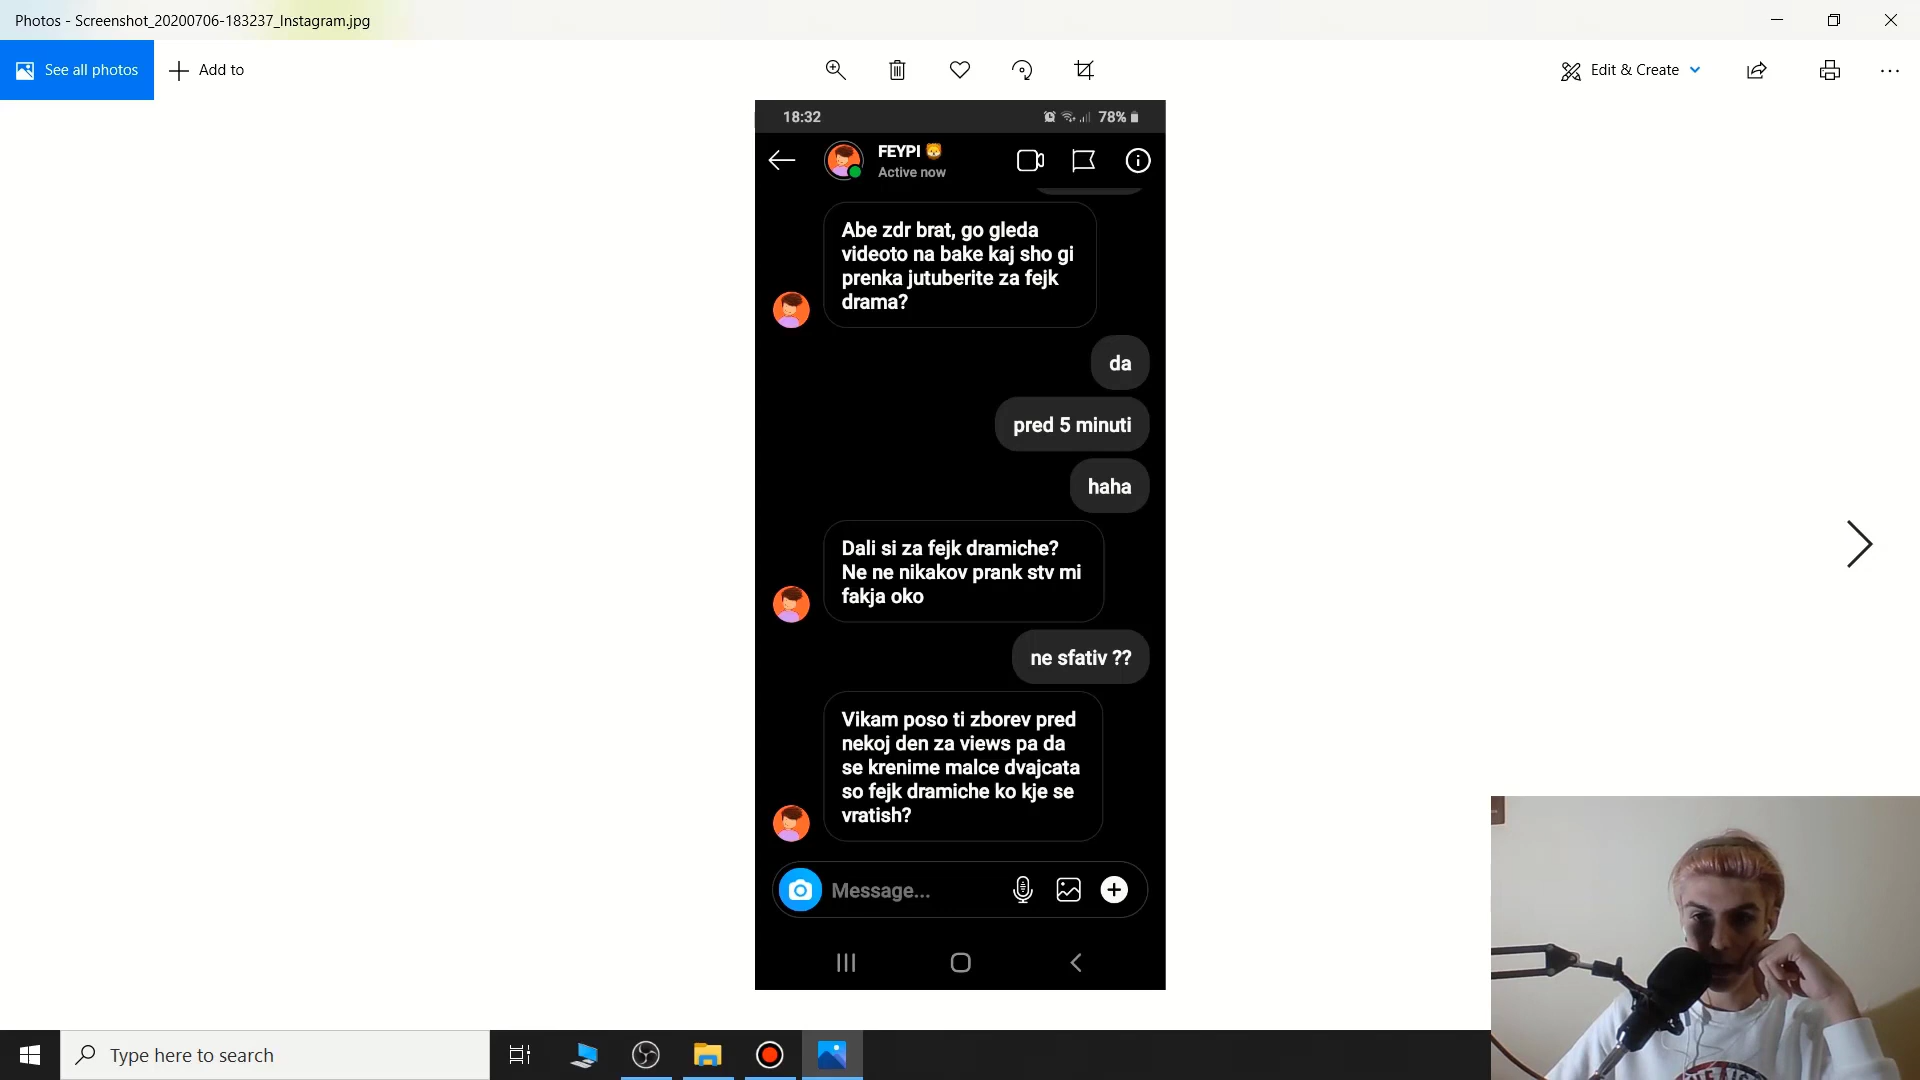 Photos - Screenshot_20200706-183237_Instagram.jpg
See all photos
Add to
Edit & Create
18:32
78%
FEYPI
Active now
Abe zdr brat, go gleda
videoto na bake kaj sho gi
prenka jutuberite za fejk
drama?
da
pred 5 minuti
haha
Dali si za fejk dramiche?
Ne ne nikakov prank stv mi
fakja oko
ne sfativ ??
Vikam poso ti zborev pred
nekoj den za views pa da
se krenime malce dvajcata
so fejk dramiche ko kje se
vratish?
Message...
Type here to search